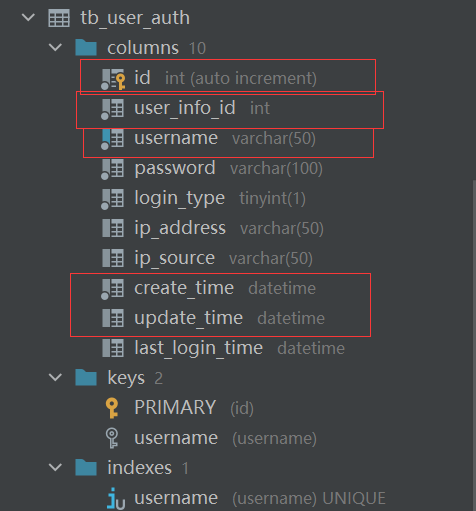 tb_user_auth
columns 10
id int (auto increment)
user_info_id int
username varchar(50)
password varchar(100)
login_type tinyint(1)
ip_address varchar(50)
ip_source varchar(50)
create_time datetime
update_time datetime
last_login_time datetime
keys 2
PRIMARY (id)
username (username)
indexes 1
username (username) UNIQUE